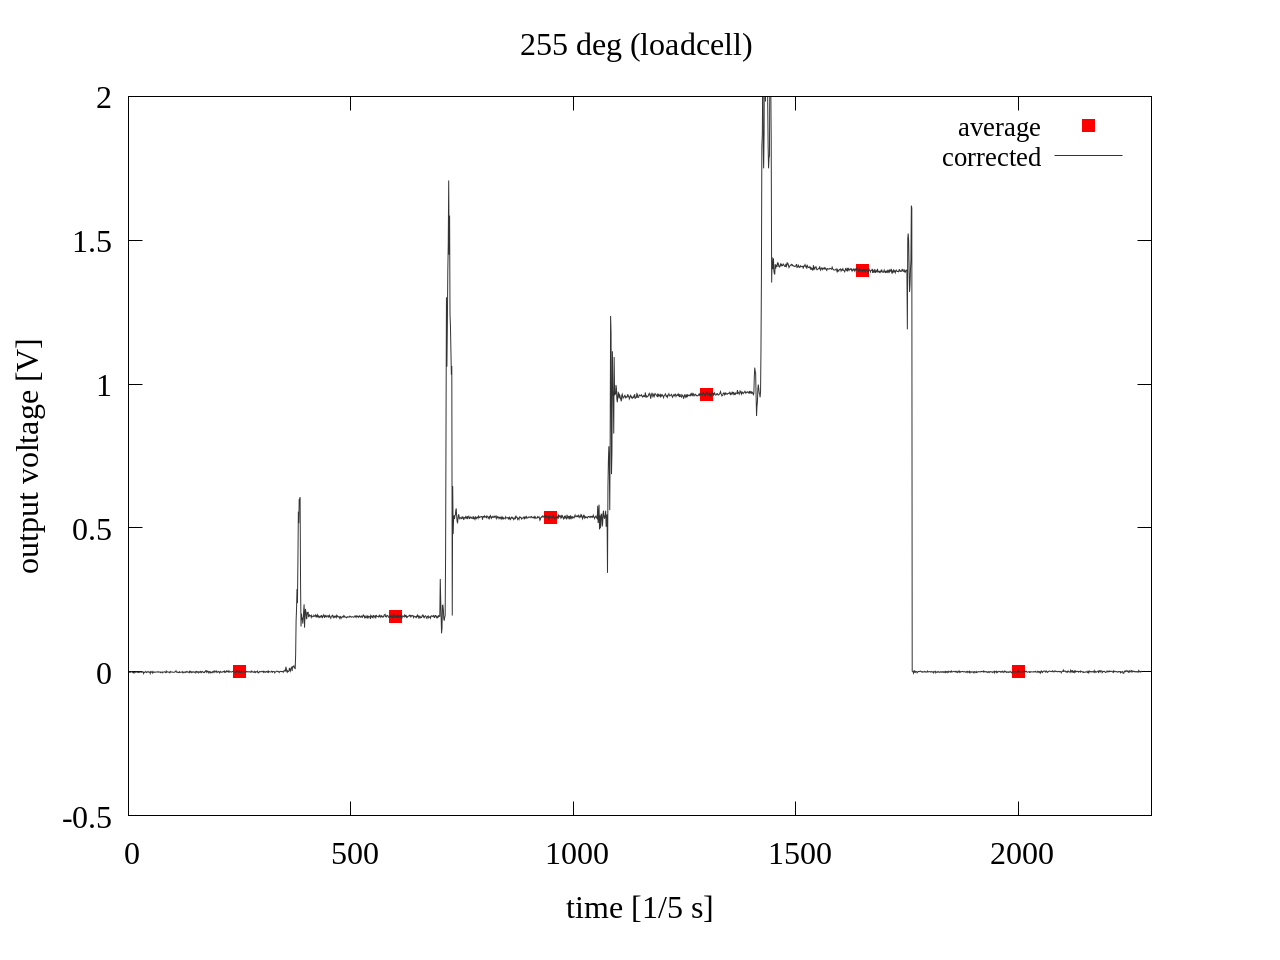 255 deg (loadcell)
2
1.5
1
0.5
0
-0.5
output voltage [V]
average
corrected
0 500 1000 1500 2000
time [1/5 s]